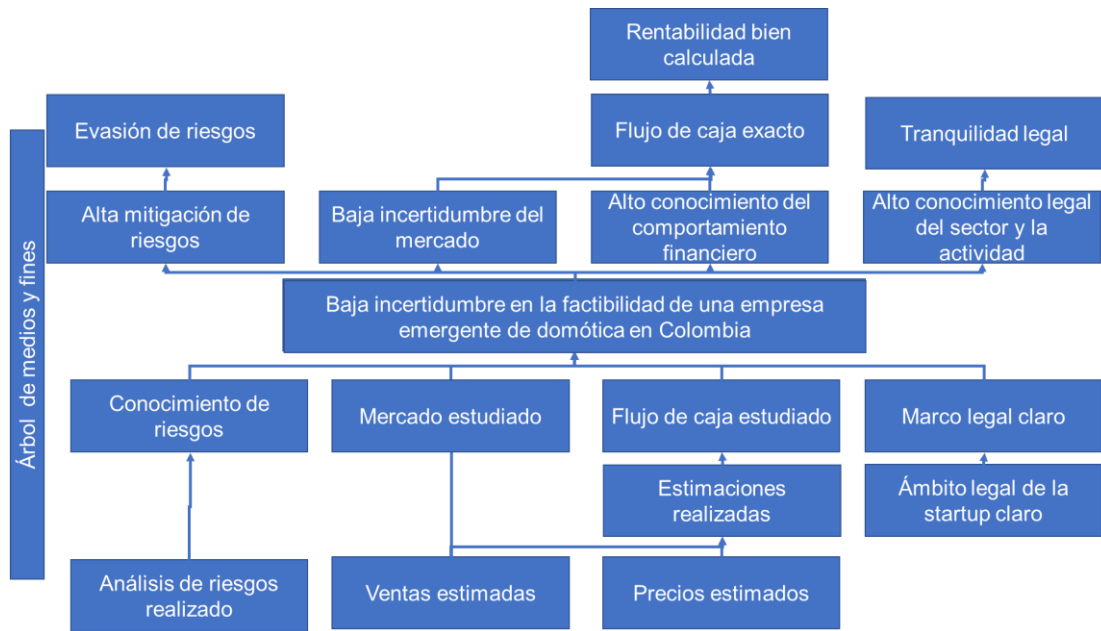 Rentabilidad bien
calculada
Evasión de riesgos
Flujo de caja exacto
Tranquilidad legal
Alta mitigación de
riesgos
Baja incertidumbre del
mercado
Alto conocimiento del
comportamiento
financiero
Alto conocimiento legal
del sector y la
actividad
Baja incertidumbre en la factibilidad de una empresa
emergente de domótica en Colombia
Árbol de medios y fines
Conocimiento de
riesgos
Mercado estudiado
Flujo de caja estudiado
Marco legal claro
Estimaciones
realizadas
Ámbito legal de la
startup claro
Análisis de riesgos
realizado
Ventas estimadas
Precios estimados